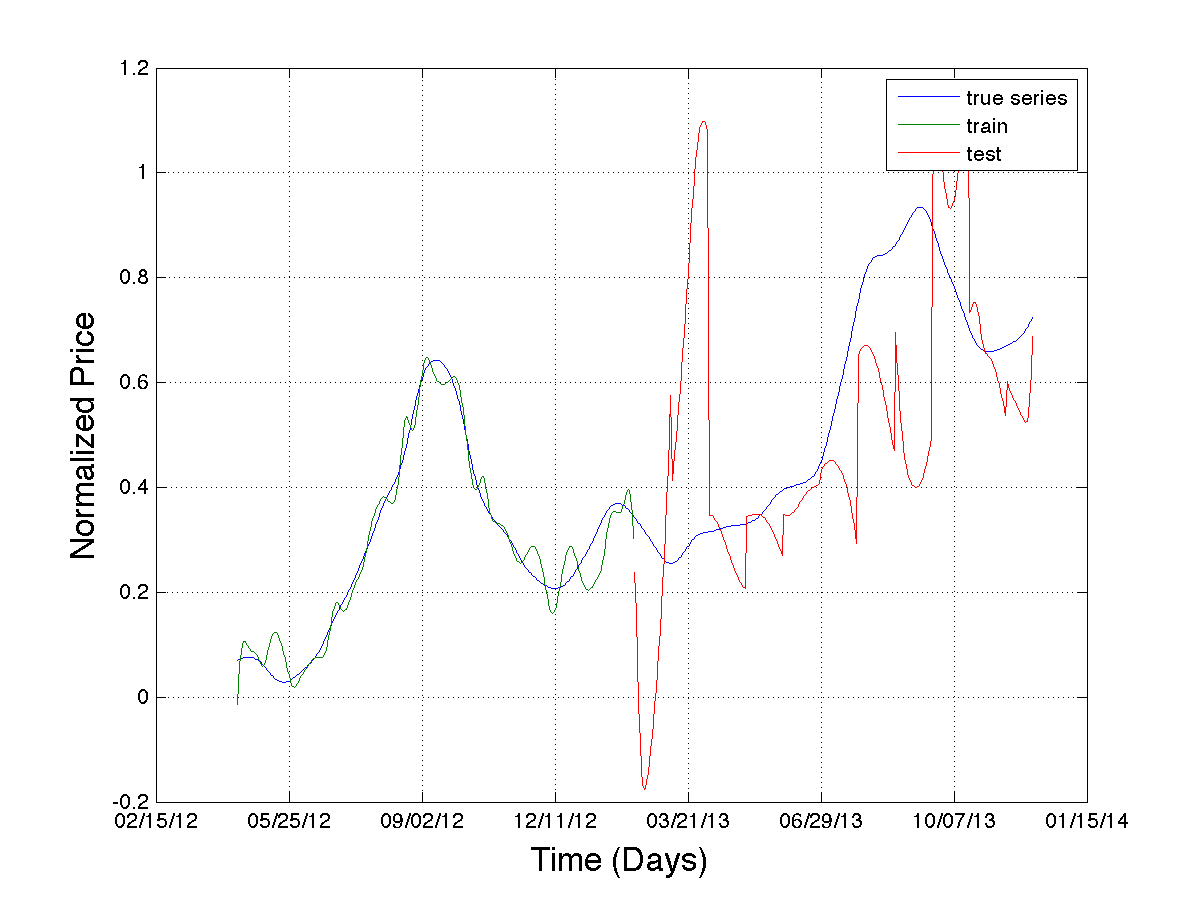 1.2
1
0.8
0.6
0.4
0.2
0
-0.2
Normalized Price
true series
train
test
02/15/12 05/25/12 09/02/12 12/11/12 03/21/13 06/29/13 10/07/13 01/15/14
Time (Days)